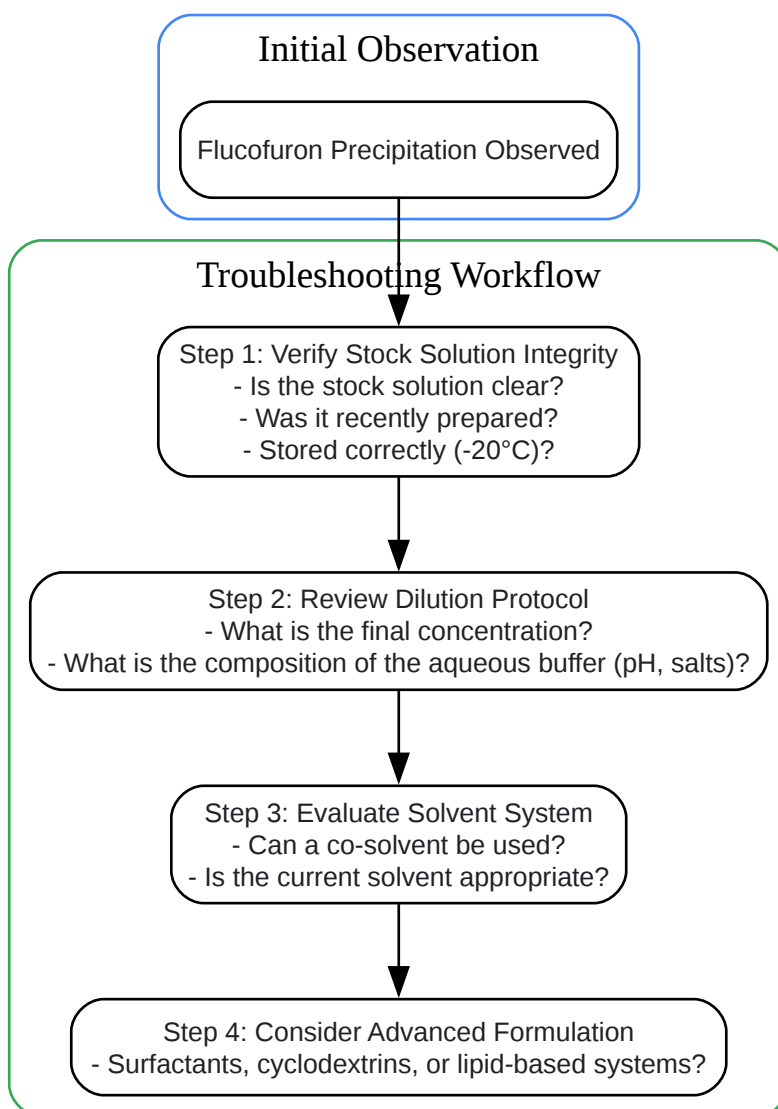 Initial Observation
Flucofuron Precipitation Observed
Troubleshooting Workflow
Step 1: Verify Stock Solution Integrity
- Is the stock solution clear?
- Was it recently prepared?
- Stored correctly (-20°C)?
Step 2: Review Dilution Protocol
- What is the final concentration?
- What is the composition of the aqueous buffer (pH, salts)?
Step 3: Evaluate Solvent System
- Can a co-solvent be used?
- Is the current solvent appropriate?
Step 4: Consider Advanced Formulation
- Surfactants, cyclodextrins, or lipid-based systems?